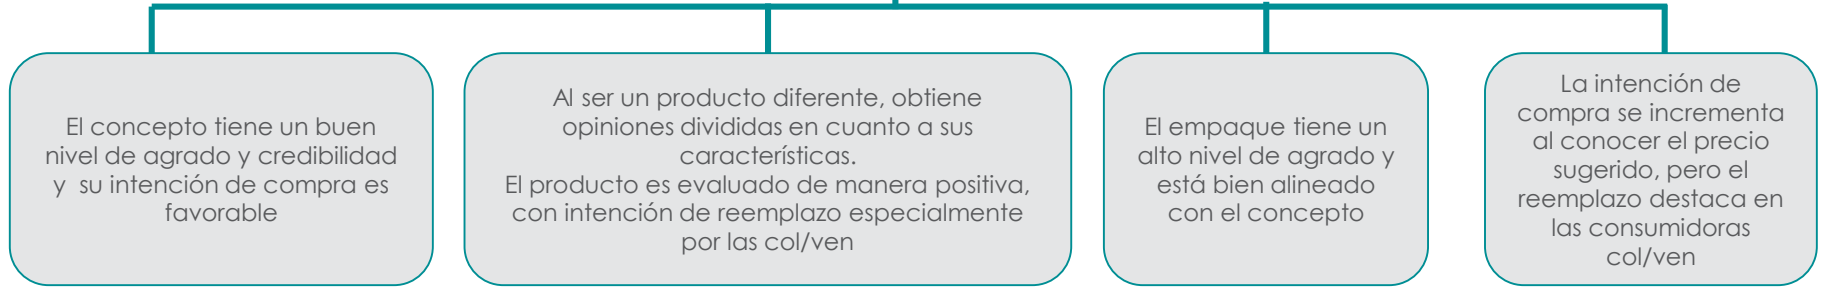 El concepto tiene un buen
nivel de agrado y credibilidad
y su intención de compra es
favorable
Al ser un producto diferente, obtiene
opiniones divididas en cuanto a sus
características.
El producto es evaluado de manera positiva,
con intención de reemplazo especialmente
por las col/ven
El empaque tiene un
alto nivel de agrado y
está bien alineado
con el concepto
La intención de
compra se incrementa
al conocer el precio
sugerido, pero el
reemplazo destaca en
las consumidoras
col/ven